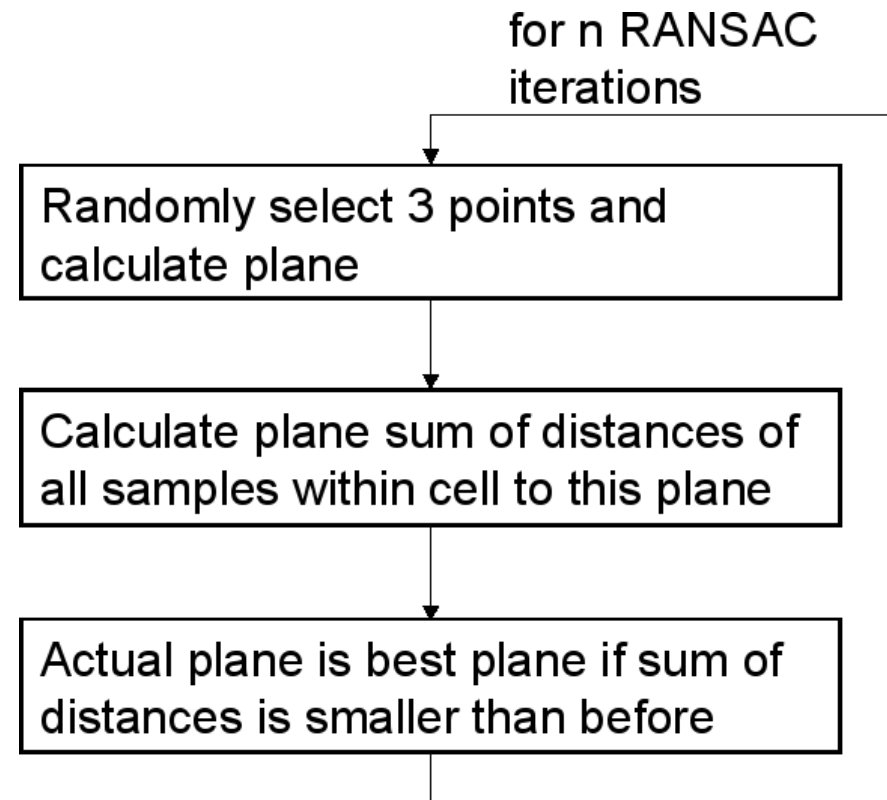 for n RANSAC
iterations
Randomly select 3 points and
calculate plane
Calculate plane sum of distances of
all samples within cell to this plane
Actual plane is best plane if sum of
distances is smaller than before